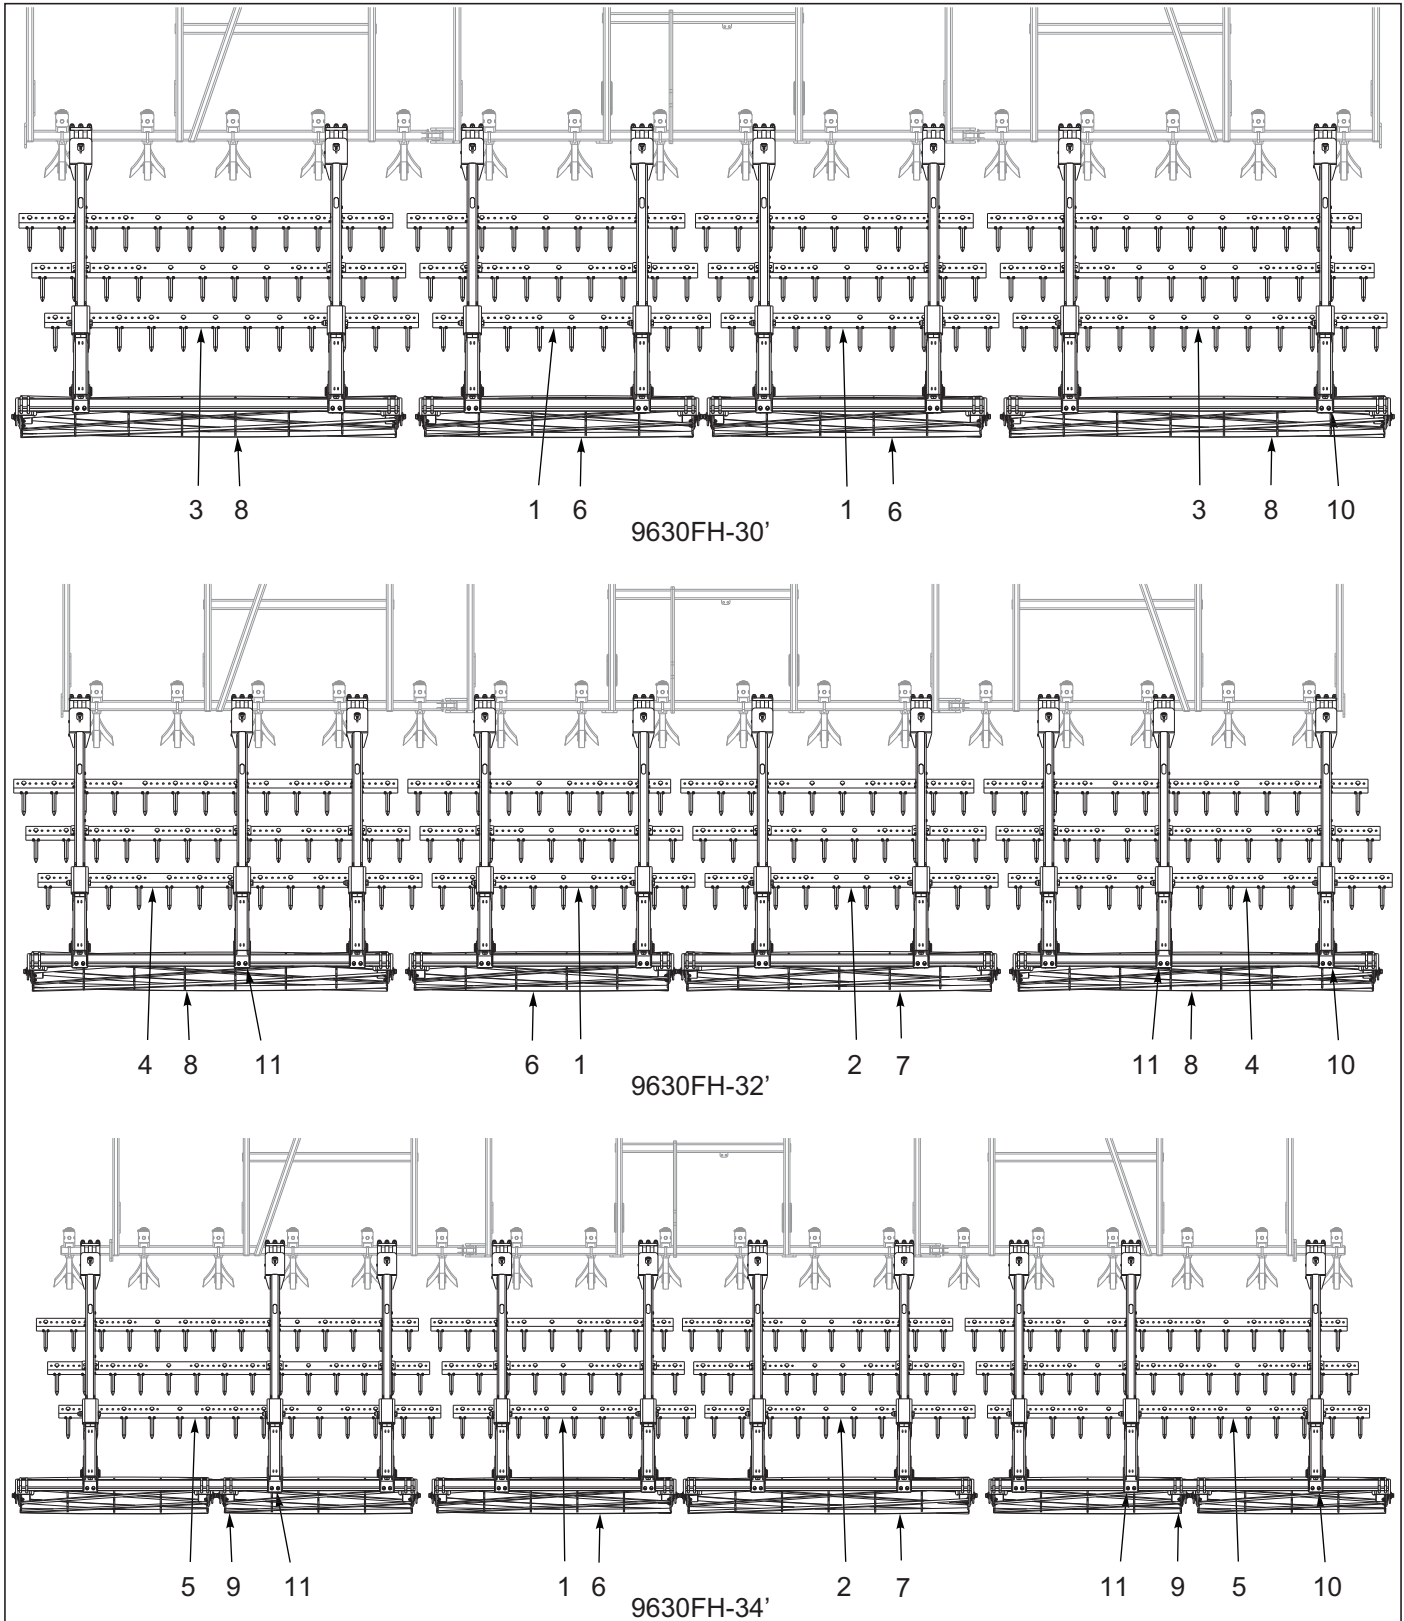 3 8 1 6 1 6 3 8 10
9630FH-30’
4 8 11 6 1 2 7 11 8 4 10
9630FH-32’
5 9 11 1 6 2 7 11 9 5 10
9630FH-34’